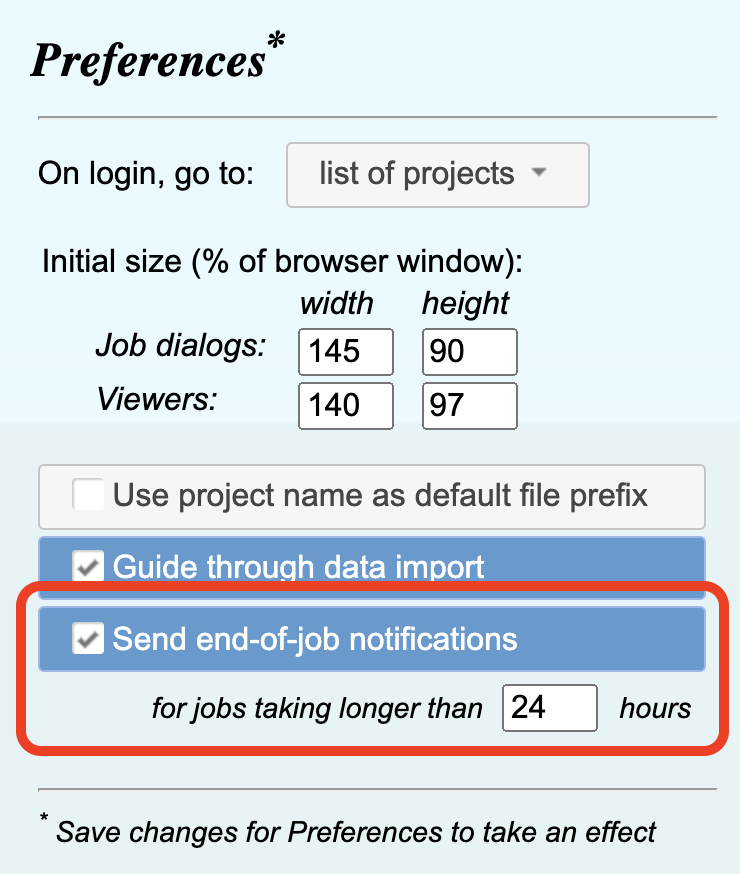 Preferences*
On login, go to: list of projects
Initial size (% of browser window):
width height
Job dialogs: 145 90
Viewers: 140 97
Use project name as default file prefix
Guide through data import
Send end-of-job notifications
for jobs taking longer than 24 hours
* Save changes for Preferences to take an effect